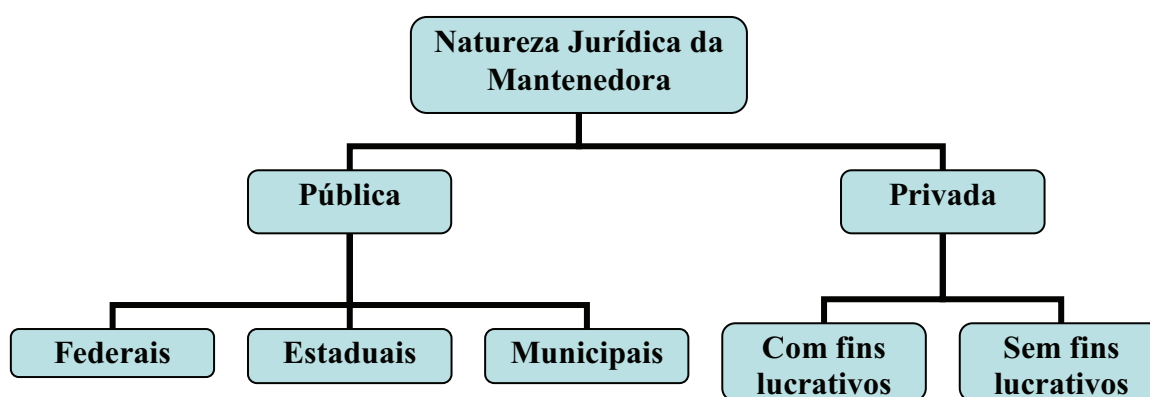 Natureza Jurídica da
Mantenedora
Pública
Privada
Federais
Estaduais
Municipais
Com fins
lucrativos
Sem fins
lucrativos